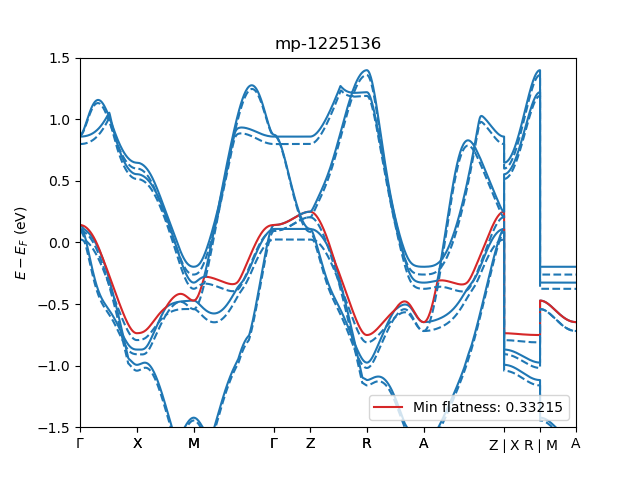 mp-1225136
1.5
1.0
0.5
0.0
−0.5
−1.0
−1.5
E − E_F (eV)
Min flatness: 0.33215
Γ X M Γ Z R A Z | X R | M A